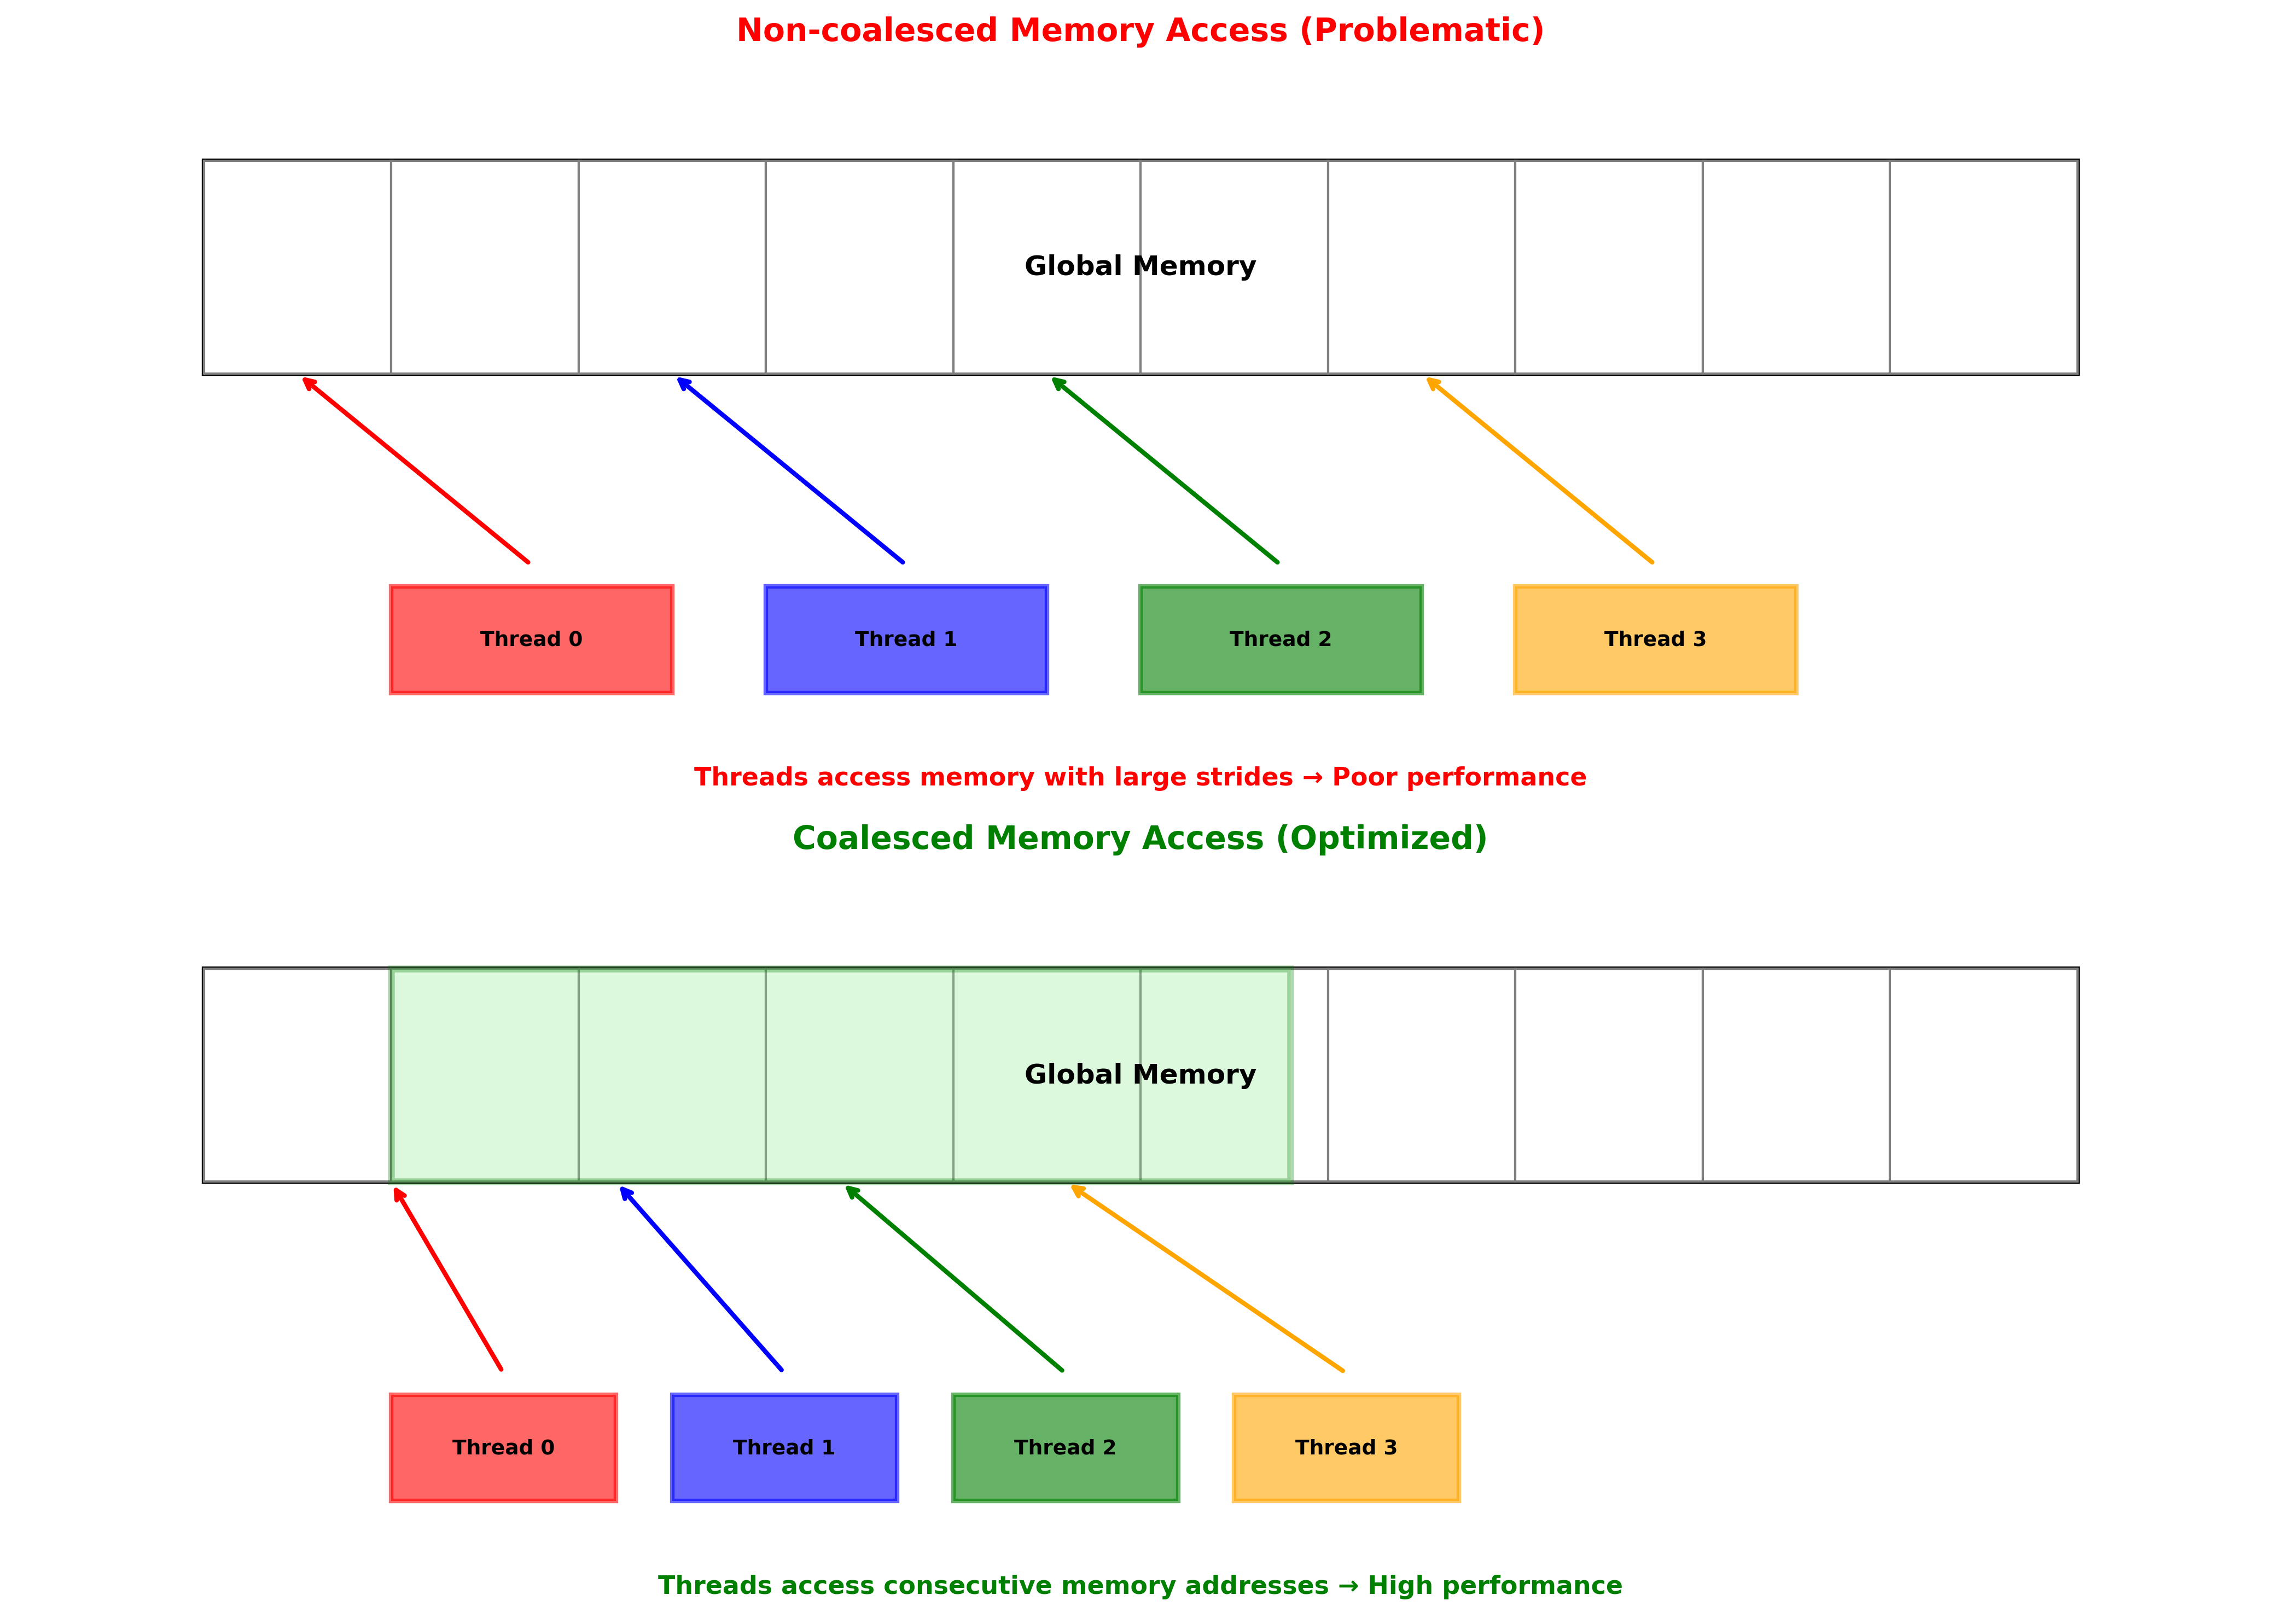 Non-coalesced Memory Access (Problematic)
Global Memory
Thread 0
Thread 1
Thread 2
Thread 3
Threads access memory with large strides → Poor performance
Coalesced Memory Access (Optimized)
Global Memory
Thread 0
Thread 1
Thread 2
Thread 3
Threads access consecutive memory addresses → High performance